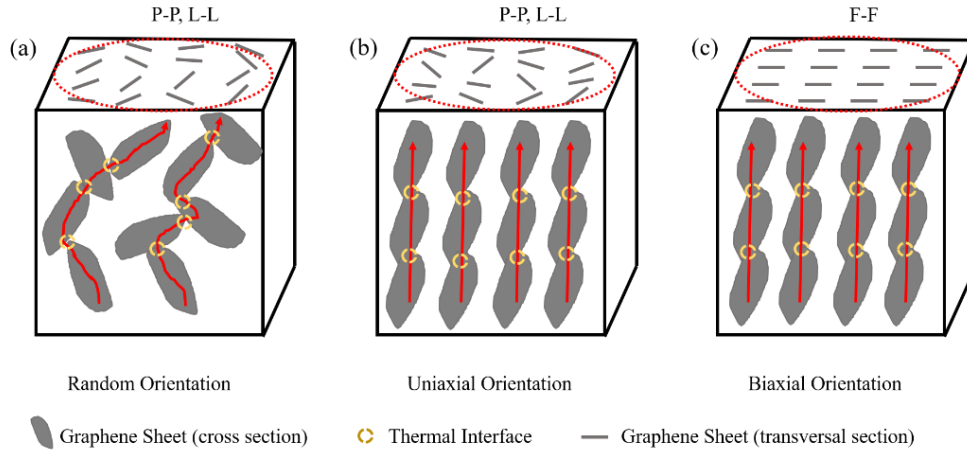 P-P, L-L
P-P, L-L
F-F
(a)
(b)
(c)
Random Orientation
Uniaxial Orientation
Biaxial Orientation
Graphene Sheet (cross section)
Thermal Interface
Graphene Sheet (transversal section)